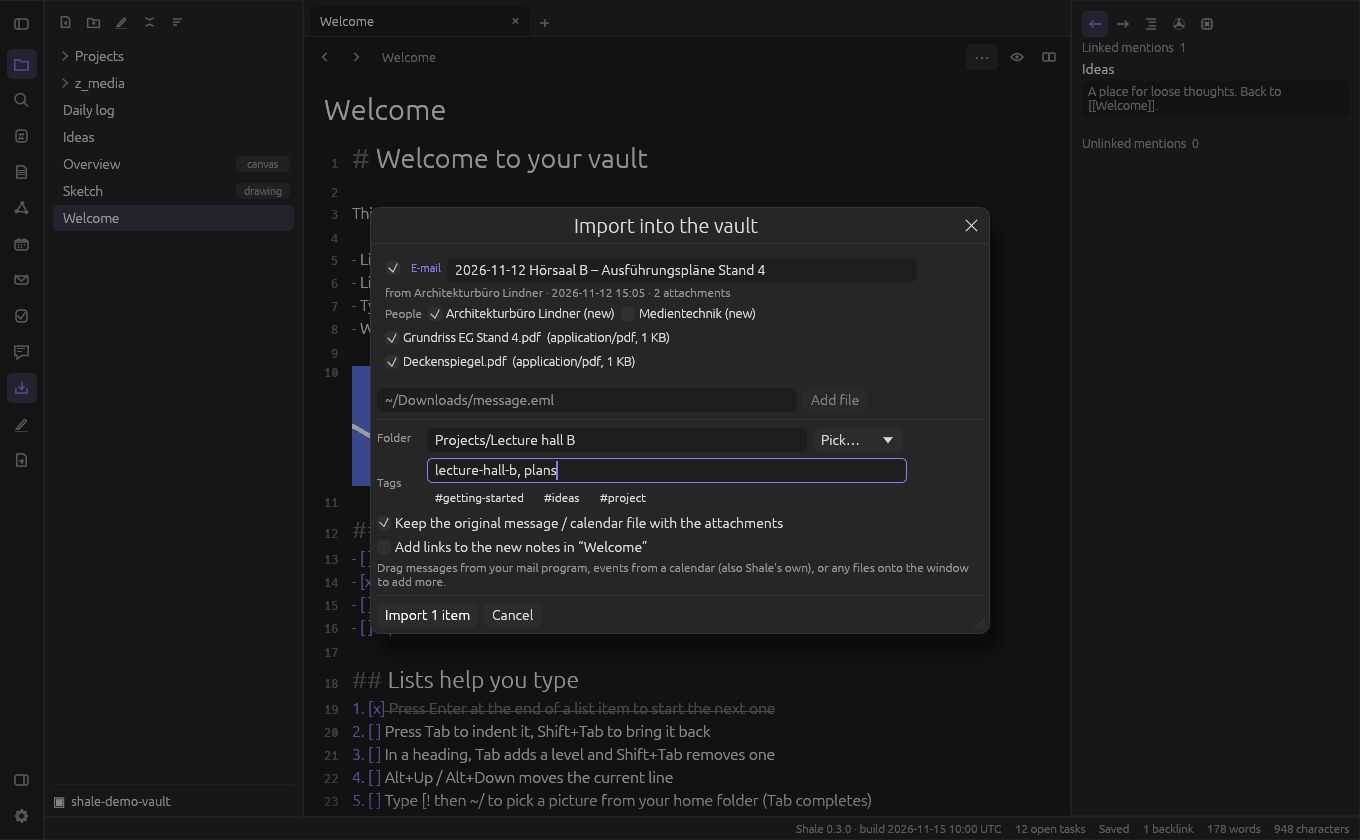 Projects
z_media
Daily log
Ideas
Overview canvas
Sketch drawing
Welcome
shale-demo-vault
Welcome × +
Welcome
Welcome
1 # Welcome to your vault
2
3 Thi
4
5 - Li
6 - Li
7 - Ty
8 - W
9
10
11
12 ##
13 - [ ]
14 - [x
15 - [ ]
16 - [ ]
17
18 ## Lists help you type
19 1. [x] Press Enter at the end of a list item to start the next one
20 2. [ ] Press Tab to indent it, Shift+Tab to bring it back
21 3. [ ] In a heading, Tab adds a level and Shift+Tab removes one
22 4. [ ] Alt+Up / Alt+Down moves the current line
23 5. [ ] Type [! then ~/ to pick a picture from your home folder (Tab completes)
Import into the vault
E-mail 2026-11-12 Hörsaal B – Ausführungspläne Stand 4
from Architekturbüro Lindner · 2026-11-12 15:05 · 2 attachments
People Architekturbüro Lindner (new) Medientechnik (new)
Grundriss EG Stand 4.pdf (application/pdf, 1 KB)
Deckenspiegel.pdf (application/pdf, 1 KB)
~/Downloads/message.eml Add file
Folder Projects/Lecture hall B Pick…
Tags lecture-hall-b, plans
#getting-started #ideas #project
Keep the original message / calendar file with the attachments
Add links to the new notes in “Welcome”
Drag messages from your mail program, events from a calendar (also Shale's own), or any files onto the window
to add more.
Import 1 item Cancel
Linked mentions 1
Ideas
A place for loose thoughts. Back to
[[Welcome]].
Unlinked mentions 0
Shale 0.3.0 · build 2026-11-15 10:00 UTC 12 open tasks Saved 1 backlink 178 words 948 characters